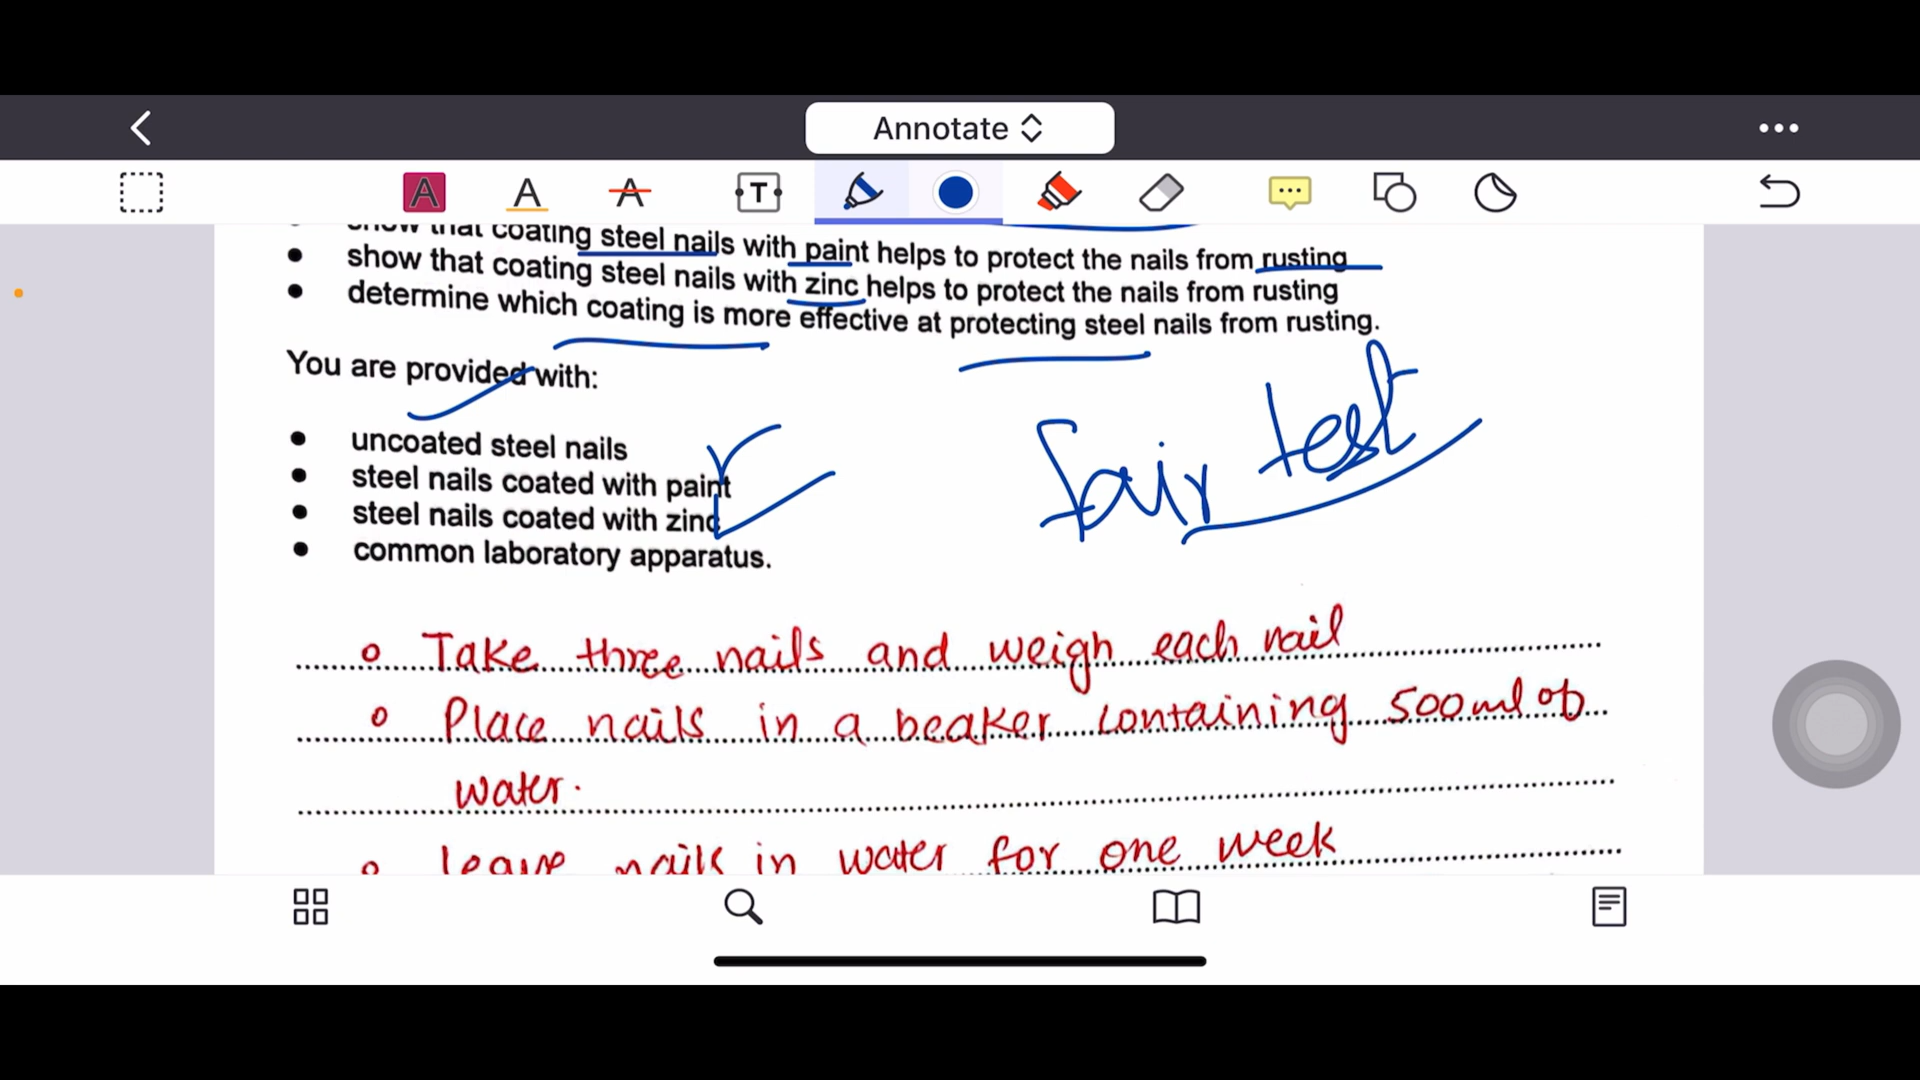 Annotate
show that coating steel nails with paint helps to protect the nails from rusting
show that coating steel nails with zinc helps to protect the nails from rusting
determine which coating is more effective at protecting steel nails from rusting.
You are provided with:
uncoated steel nails
steel nails coated with paint
steel nails coated with zinc
common laboratory apparatus.
fair test
Take three nails and weigh each nail
Place nails in a beaker containing 500ml of
water.
leave nails in water for one week